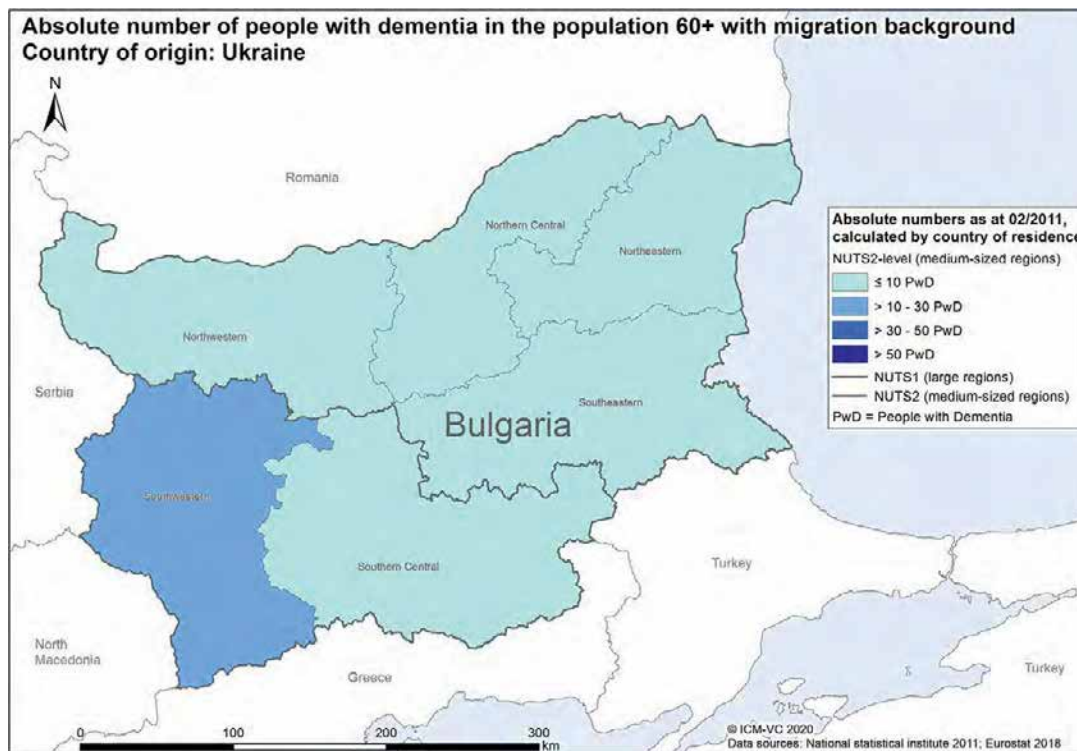 Absolute number of people with dementia in the population 60+ with migration background
Country of origin: Ukraine
N
Romania
Northern Central
Northeastern
Absolute numbers as at 02/2011,
calculated by country of residence
NUTS2-level (medium-sized regions)
≤ 10 PwD
> 10 - 30 PwD
> 30 - 50 PwD
> 50 PwD
NUTS1 (large regions)
NUTS2 (medium-sized regions)
PwD = People with Dementia
Northwestern
Serbia
Southeastern
Bulgaria
Southwestern
Southern Central
Turkey
North
Macedonia
Greece
Turkey
0 100 200 300
km
© ICM-VC 2020
Data sources: National statistical institute 2011; Eurostat 2018